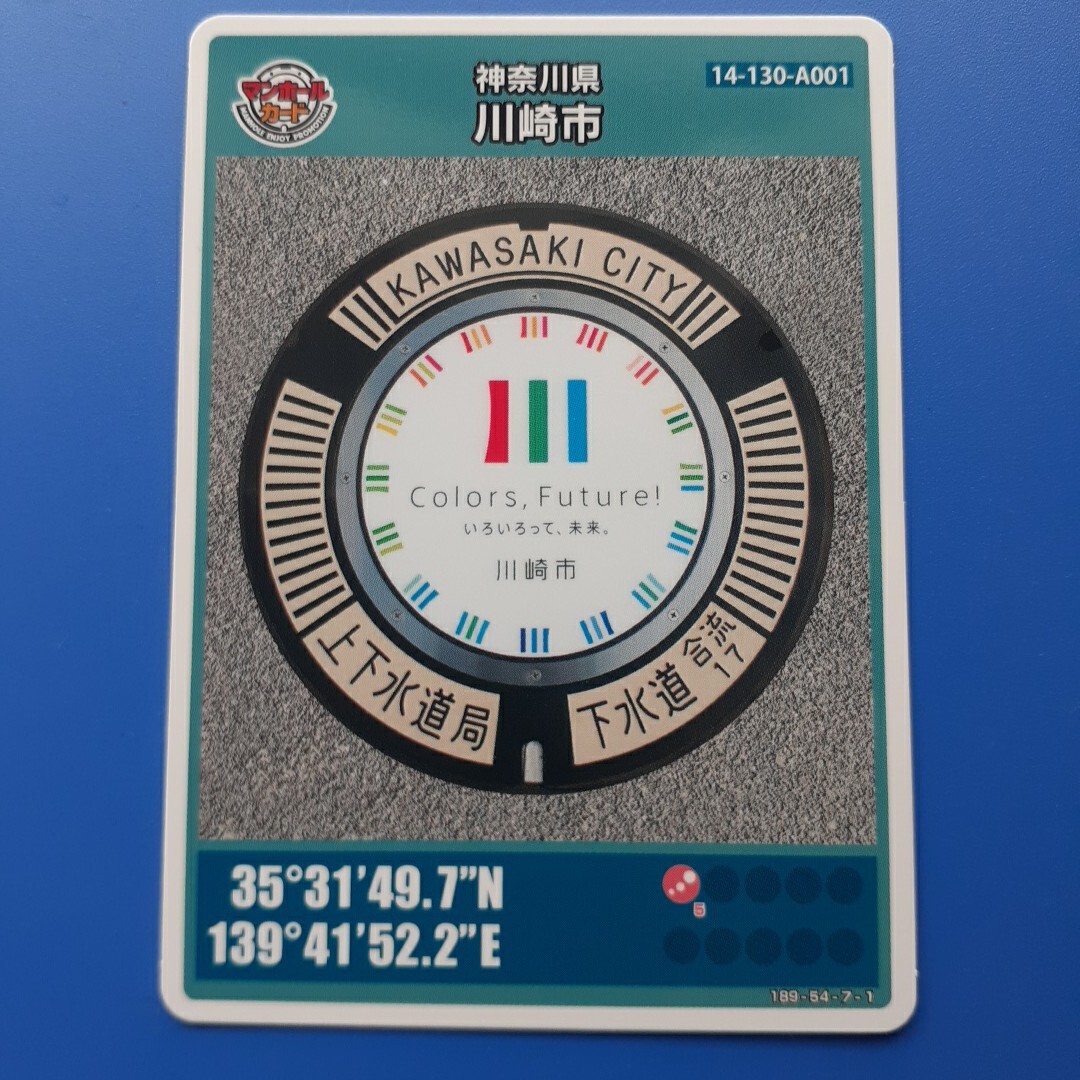 マンホール
カード
MANHOLE ENJOY PROMOTION
神奈川県
川崎市
14-130-A001
KAWASAKI CITY
Colors, Future!
いろいろって、未来。
川崎市
上下水道局
下水道
合流
17
35°31'49.7"N
139°41'52.2"E
5
189-54-7-1